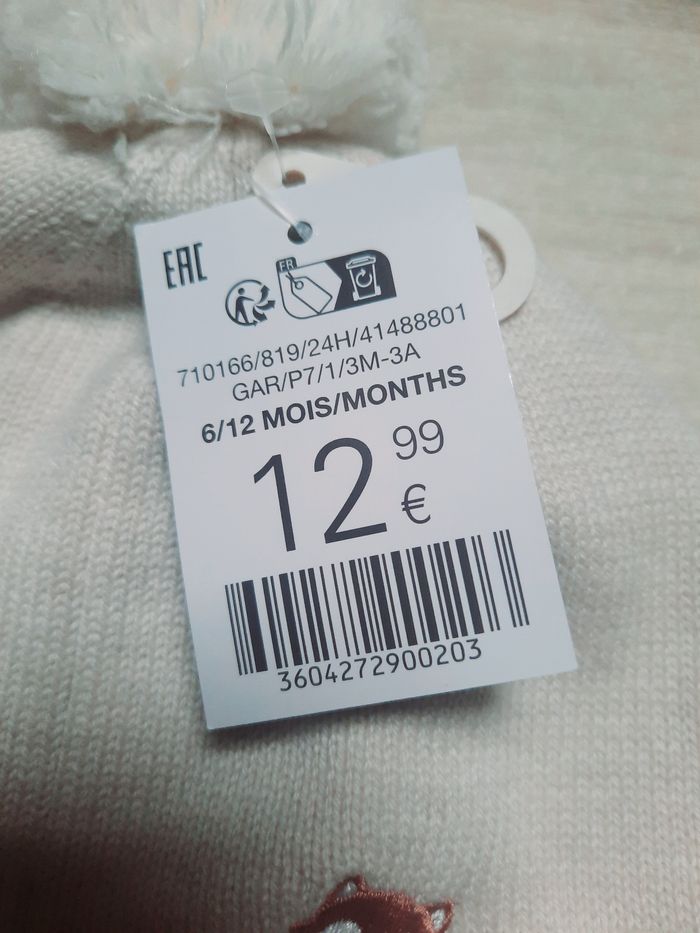 EAC
FR
710166/819/24H/41488801
GAR/P7/1/3M-3A
6/12 MOIS/MONTHS
12 99
€
3604272900203